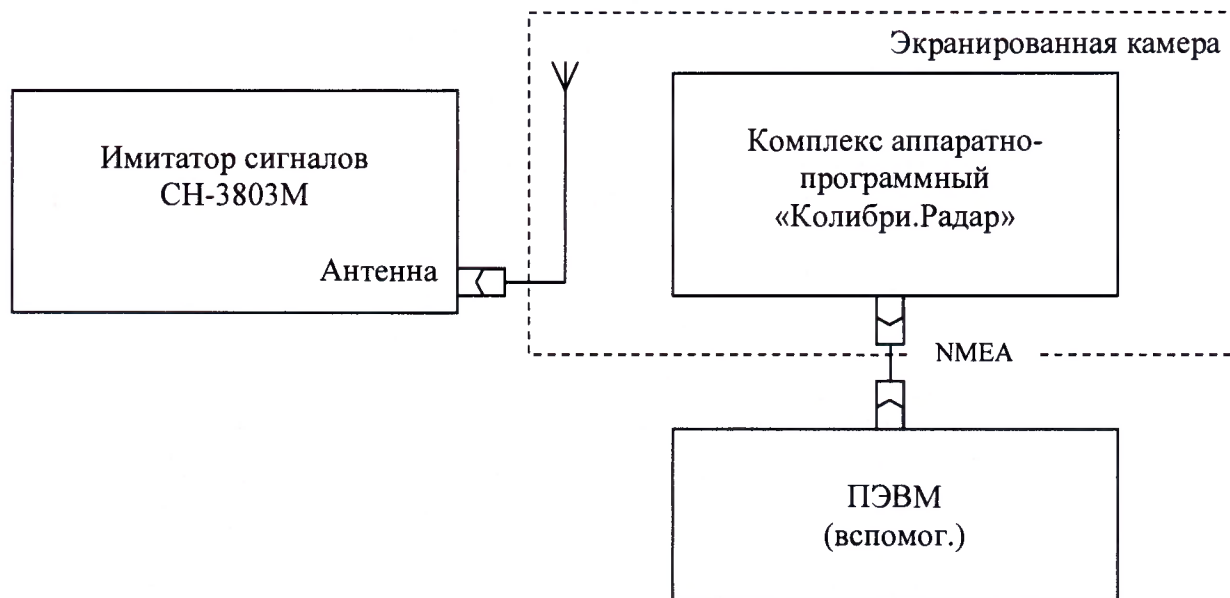 Экранированная камера
Имитатор сигналов
СН-3803М
Антенна
Комплекс аппаратно-
программный
«Колибри.Радар»
NMEA
ПЭВМ
(вспомог.)